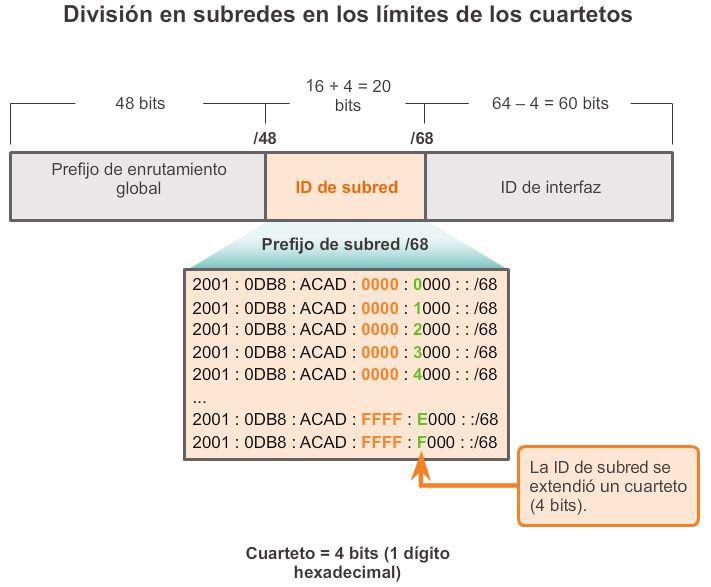 División en subredes en los límites de los cuartetos
48 bits
16 + 4 = 20
bits
64 – 4 = 60 bits
/48
/68
Prefijo de enrutamiento
global
ID de subred
ID de interfaz
Prefijo de subred /68
2001 : 0DB8 : ACAD : 0000 : 0000 : : /68
2001 : 0DB8 : ACAD : 0000 : 1000 : : /68
2001 : 0DB8 : ACAD : 0000 : 2000 : : /68
2001 : 0DB8 : ACAD : 0000 : 3000 : : /68
2001 : 0DB8 : ACAD : 0000 : 4000 : : /68
...
2001 : 0DB8 : ACAD : FFFF : E000 : :/68
2001 : 0DB8 : ACAD : FFFF : F000 : :/68
La ID de subred se
extendió un cuarteto
(4 bits).
Cuarteto = 4 bits (1 dígito
hexadecimal)